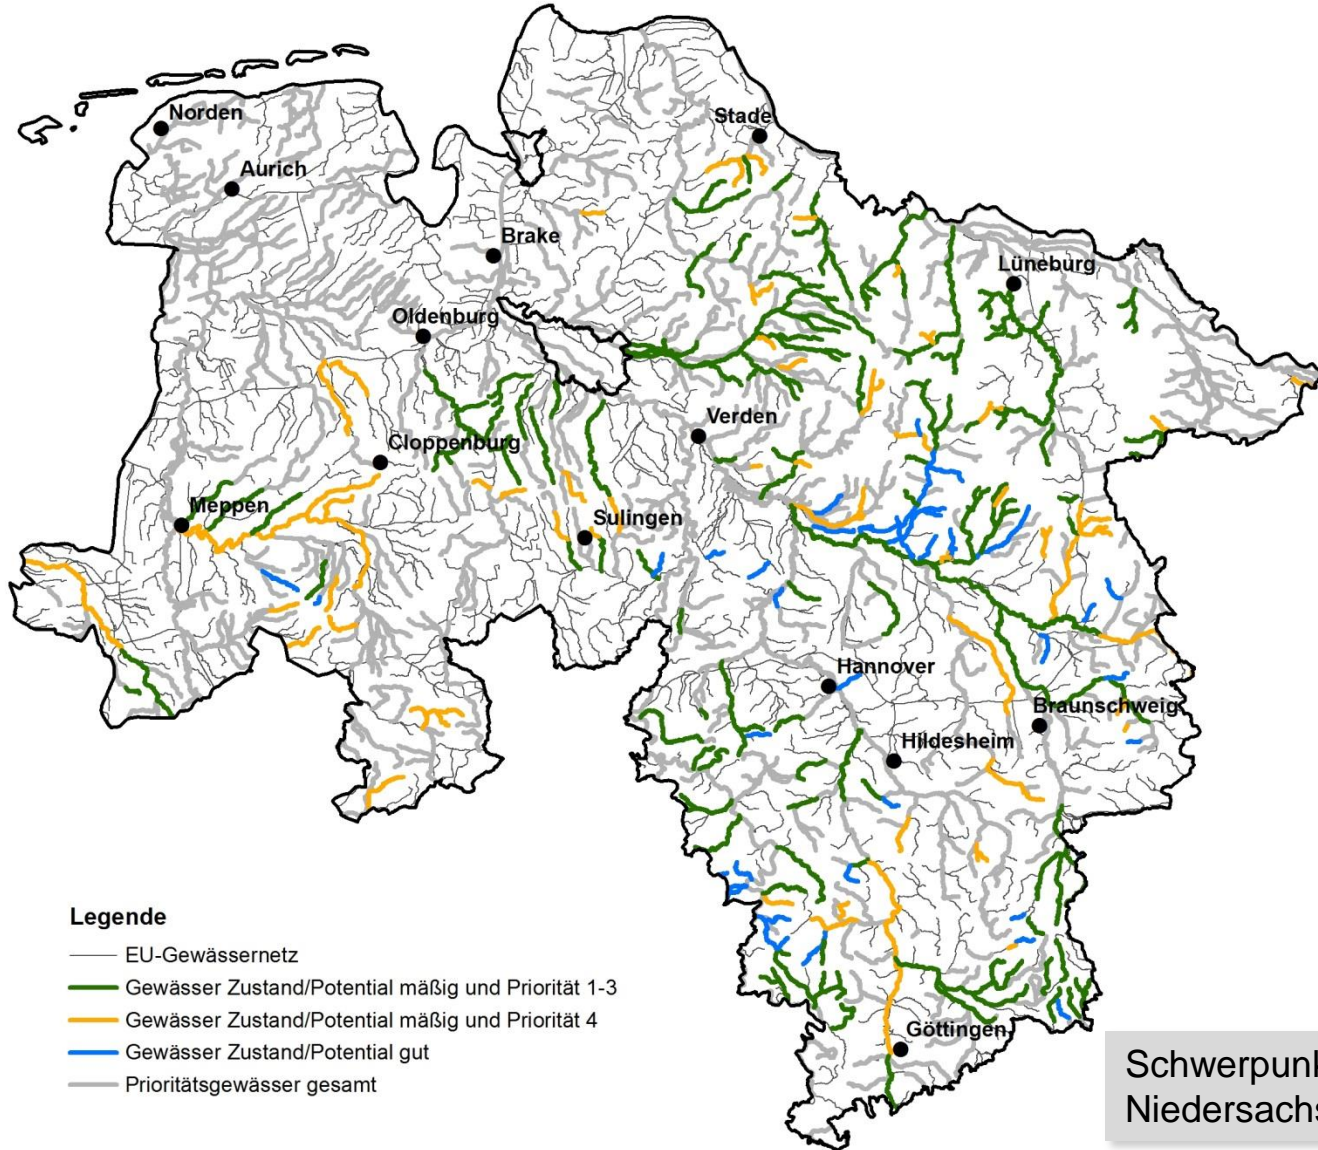 Norden
Stade
Aurich
Brake
Lüneburg
Oldenburg
Verden
Cloppenburg
Meppen
Sulingen
Hannover
Braunschweig
Hildesheim
Göttingen
Legende
EU-Gewässernetz
Gewässer Zustand/Potential mäßig und Priorität 1-3
Gewässer Zustand/Potential mäßig und Priorität 4
Gewässer Zustand/Potential gut
Prioritätsgewässer gesamt